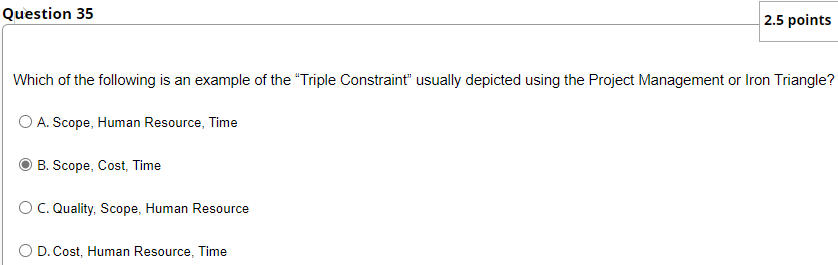 Question 35
2.5 points
Which of the following is an example of the “Triple Constraint” usually depicted using the Project Management or Iron Triangle?
A. Scope, Human Resource, Time
B. Scope, Cost, Time
C. Quality, Scope, Human Resource
D. Cost, Human Resource, Time